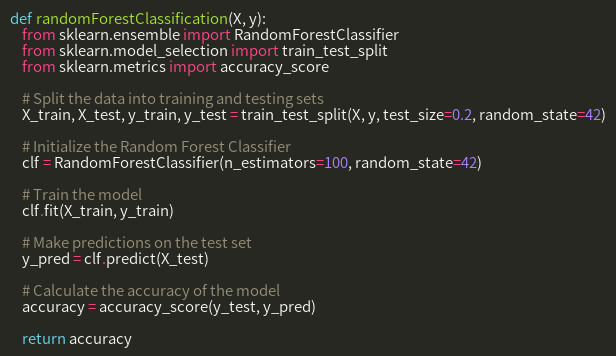 def randomForestClassification(X, y):
    from sklearn.ensemble import RandomForestClassifier
    from sklearn.model_selection import train_test_split
    from sklearn.metrics import accuracy_score

    # Split the data into training and testing sets
    X_train, X_test, y_train, y_test = train_test_split(X, y, test_size=0.2, random_state=42)

    # Initialize the Random Forest Classifier
    clf = RandomForestClassifier(n_estimators=100, random_state=42)

    # Train the model
    clf.fit(X_train, y_train)

    # Make predictions on the test set
    y_pred = clf.predict(X_test)

    # Calculate the accuracy of the model
    accuracy = accuracy_score(y_test, y_pred)

    return accuracy